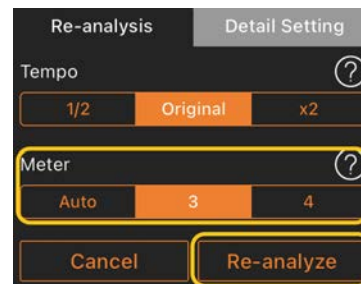 Re-analysis Detail Setting
Tempo ?
1/2 Original x2
Meter ?
Auto 3 4
Cancel Re-analyze